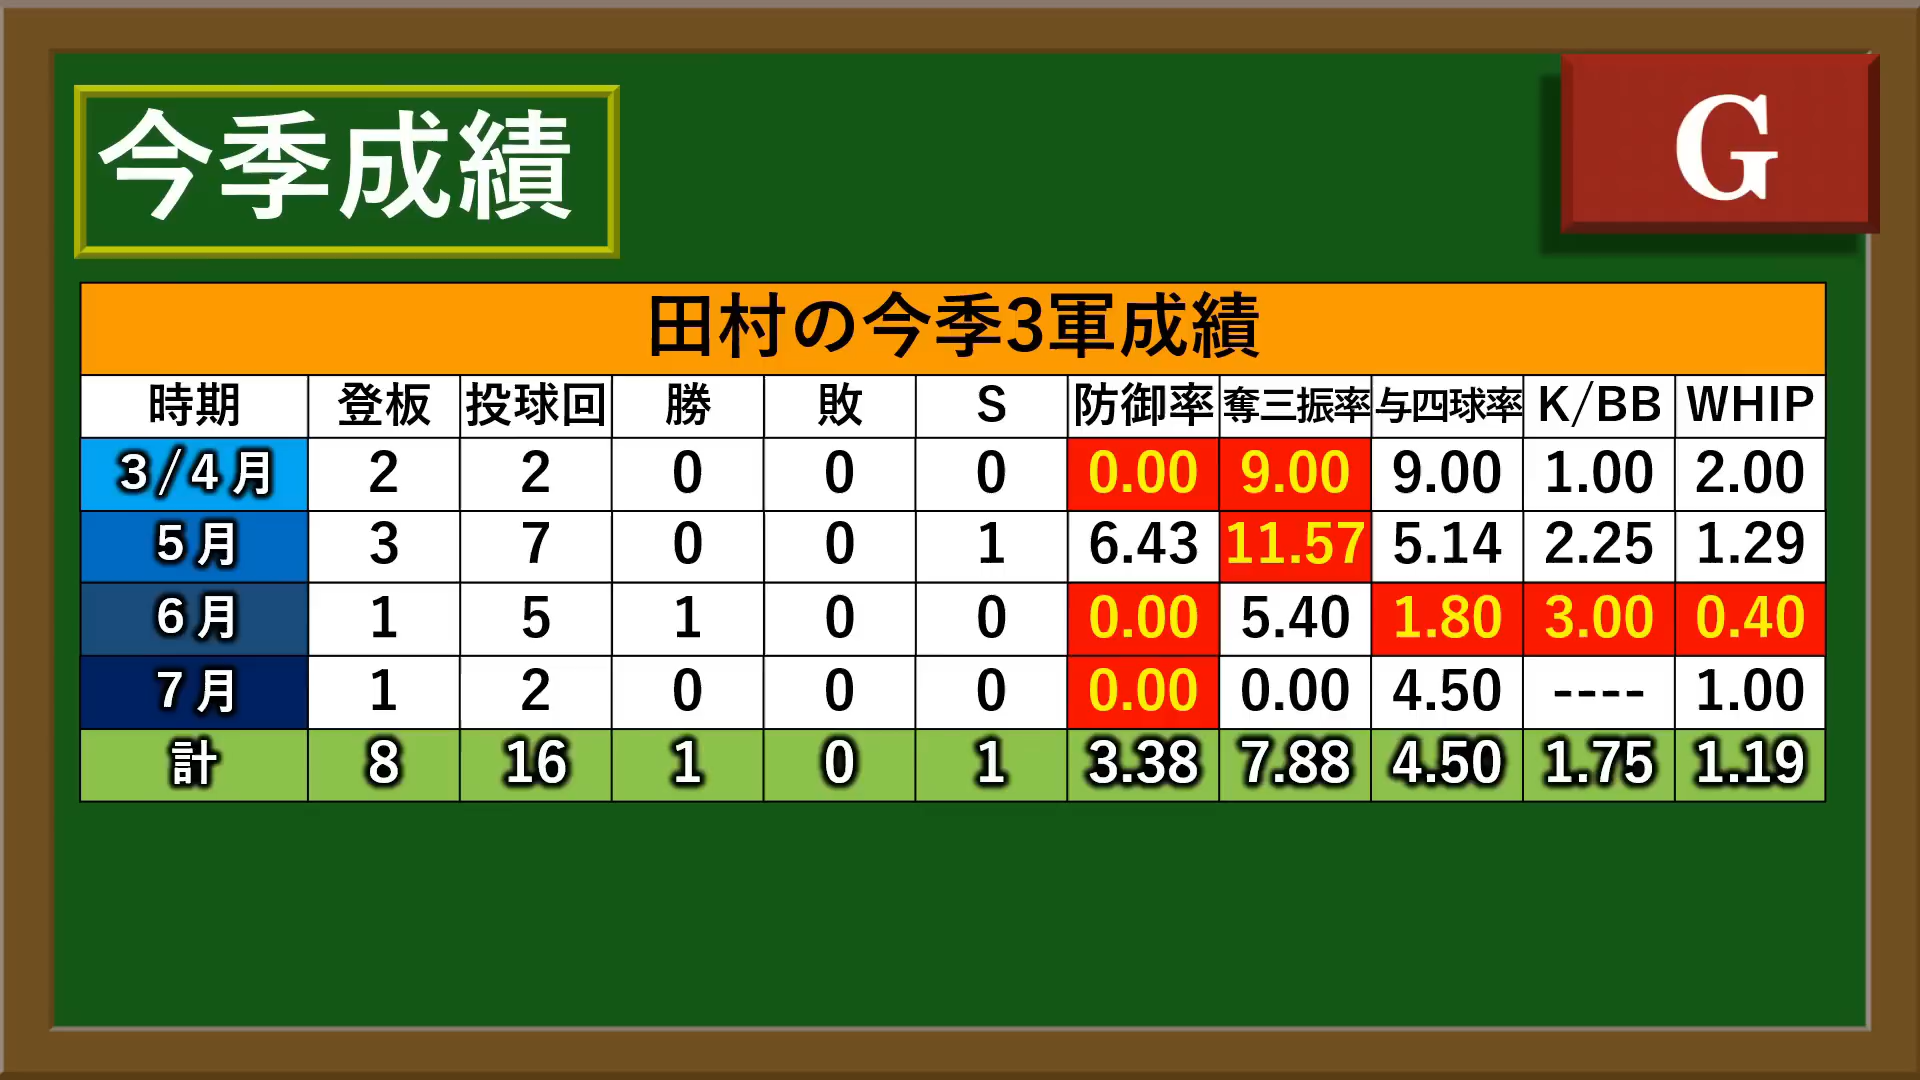 今季成績
G
田村の今季3軍成績
時期 登板 投球回 勝 敗 S 防御率 奪三振率 与四球率 K/BB WHIP
3/4月 2 2 0 0 0 0.00 9.00 9.00 1.00 2.00
5月 3 7 0 0 1 6.43 11.57 5.14 2.25 1.29
6月 1 5 1 0 0 0.00 5.40 1.80 3.00 0.40
7月 1 2 0 0 0 0.00 0.00 4.50 ---- 1.00
計 8 16 1 0 1 3.38 7.88 4.50 1.75 1.19